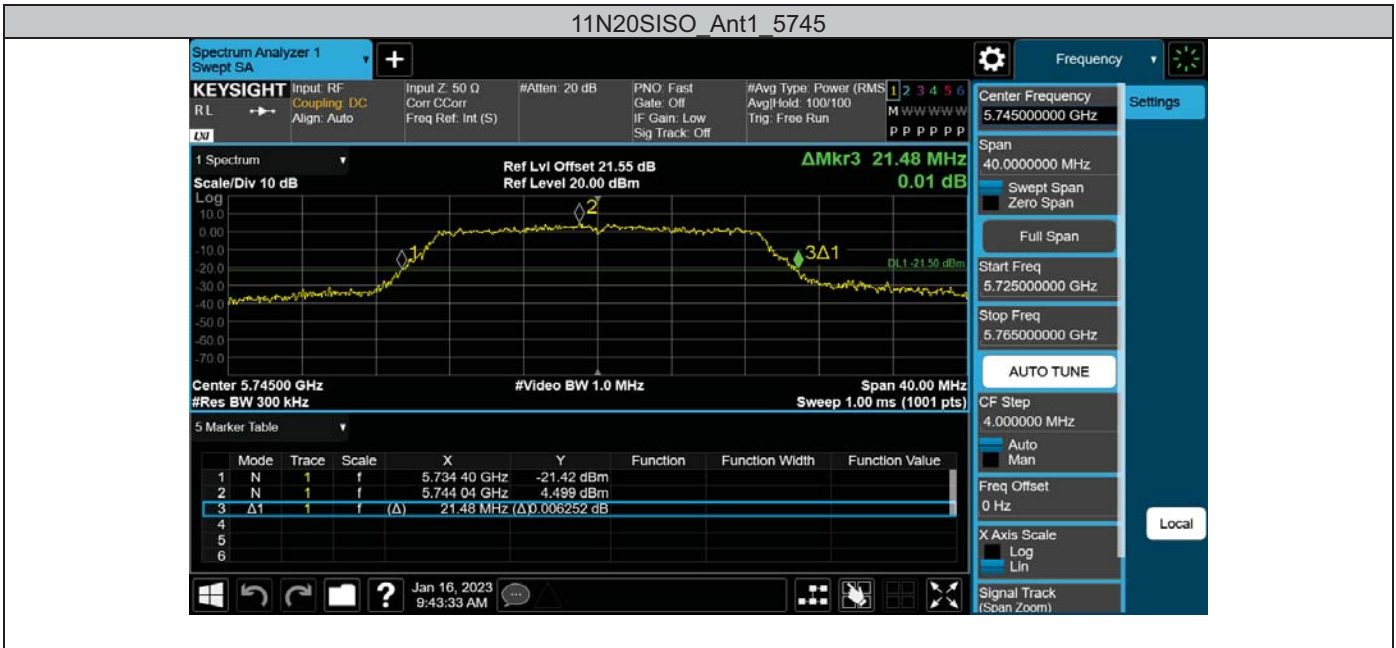 11N20SISO_Ant1_5745
Spectrum Analyzer 1
Swept SA
+
Frequency
KEYSIGHT Input: RF Input Z: 50 Ω #Atten: 20 dB PNO: Fast #Avg Type: Power (RMS 1 2 3 4 5 6
RL Coupling: DC Corr CCorr Gate: Off Avg|Hold: 100/100 M W W W W W
Align: Auto Freq Ref: Int (S) IF Gain: Low Trig: Free Run
LXI Sig Track: Off P P P P P P
Center Frequency
5.745000000 GHz
Settings
1 Spectrum
Ref Lvl Offset 21.55 dB
ΔMkr3 21.48 MHz
Scale/Div 10 dB Ref Level 20.00 dBm 0.01 dB
Log
10.0
0.00
-10.0
-20.0
-30.0
-40.0
-50.0
-60.0
-70.0
1
2
3Δ1
DL1 -21.50 dBm
Center 5.74500 GHz #Video BW 1.0 MHz Span 40.00 MHz
#Res BW 300 kHz Sweep 1.00 ms (1001 pts)
5 Marker Table
Mode Trace Scale X Y Function Function Width Function Value
1 N 1 f 5.734 40 GHz -21.42 dBm
2 N 1 f 5.744 04 GHz 4.499 dBm
3 Δ1 1 f (Δ) 21.48 MHz (Δ) 0.006252 dB
4
5
6
Span
40.0000000 MHz
Swept Span
Zero Span
Full Span
Start Freq
5.725000000 GHz
Stop Freq
5.765000000 GHz
AUTO TUNE
CF Step
4.000000 MHz
Auto
Man
Freq Offset
0 Hz
X Axis Scale
Log
Lin
Local
Signal Track
(Span Zoom)
?
Jan 16, 2023
9:43:33 AM